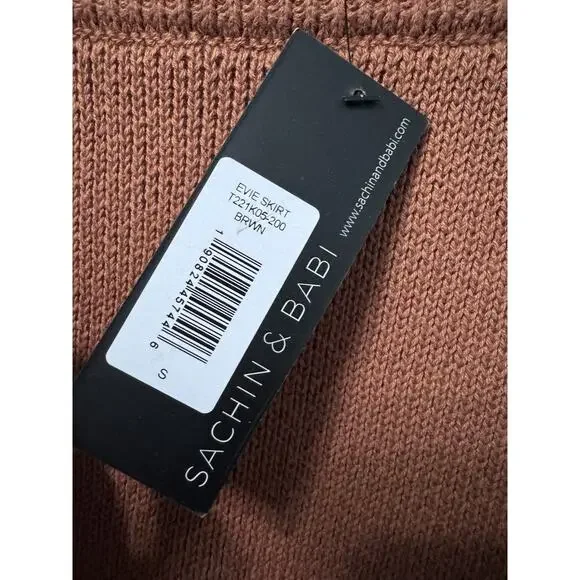 EVIE SKIRT
T221K05-200
BRWN
1 90824 45744 6
S
SACHIN & BABI
www.sachinandbabi.com